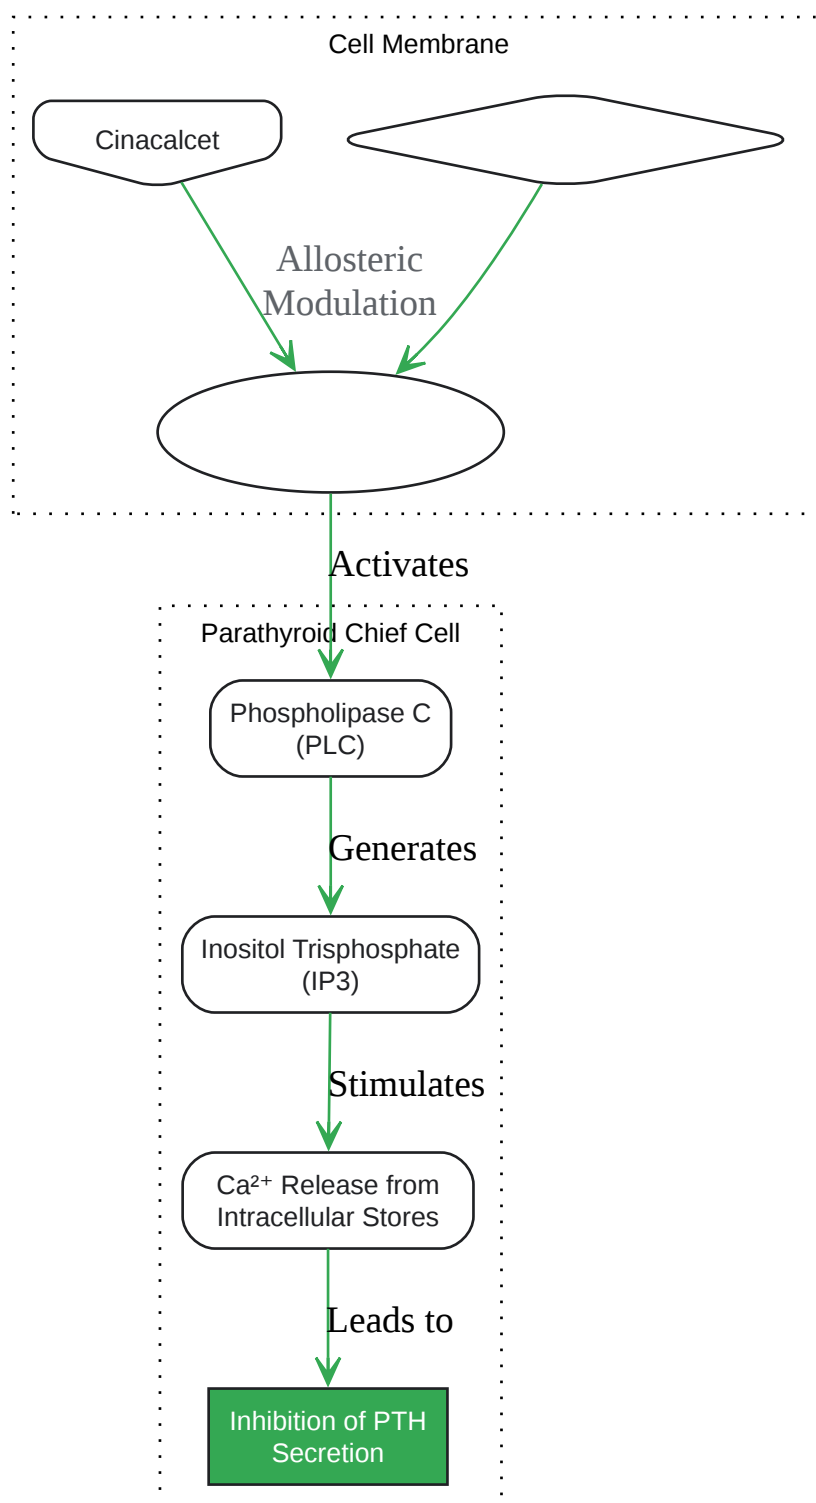 Cell Membrane
Cinacalcet
Allosteric
Modulation
Activates
Parathyroid Chief Cell
Phospholipase C
(PLC)
Generates
Inositol Trisphosphate
(IP3)
Stimulates
Ca²⁺ Release from
Intracellular Stores
Leads to
Inhibition of PTH
Secretion